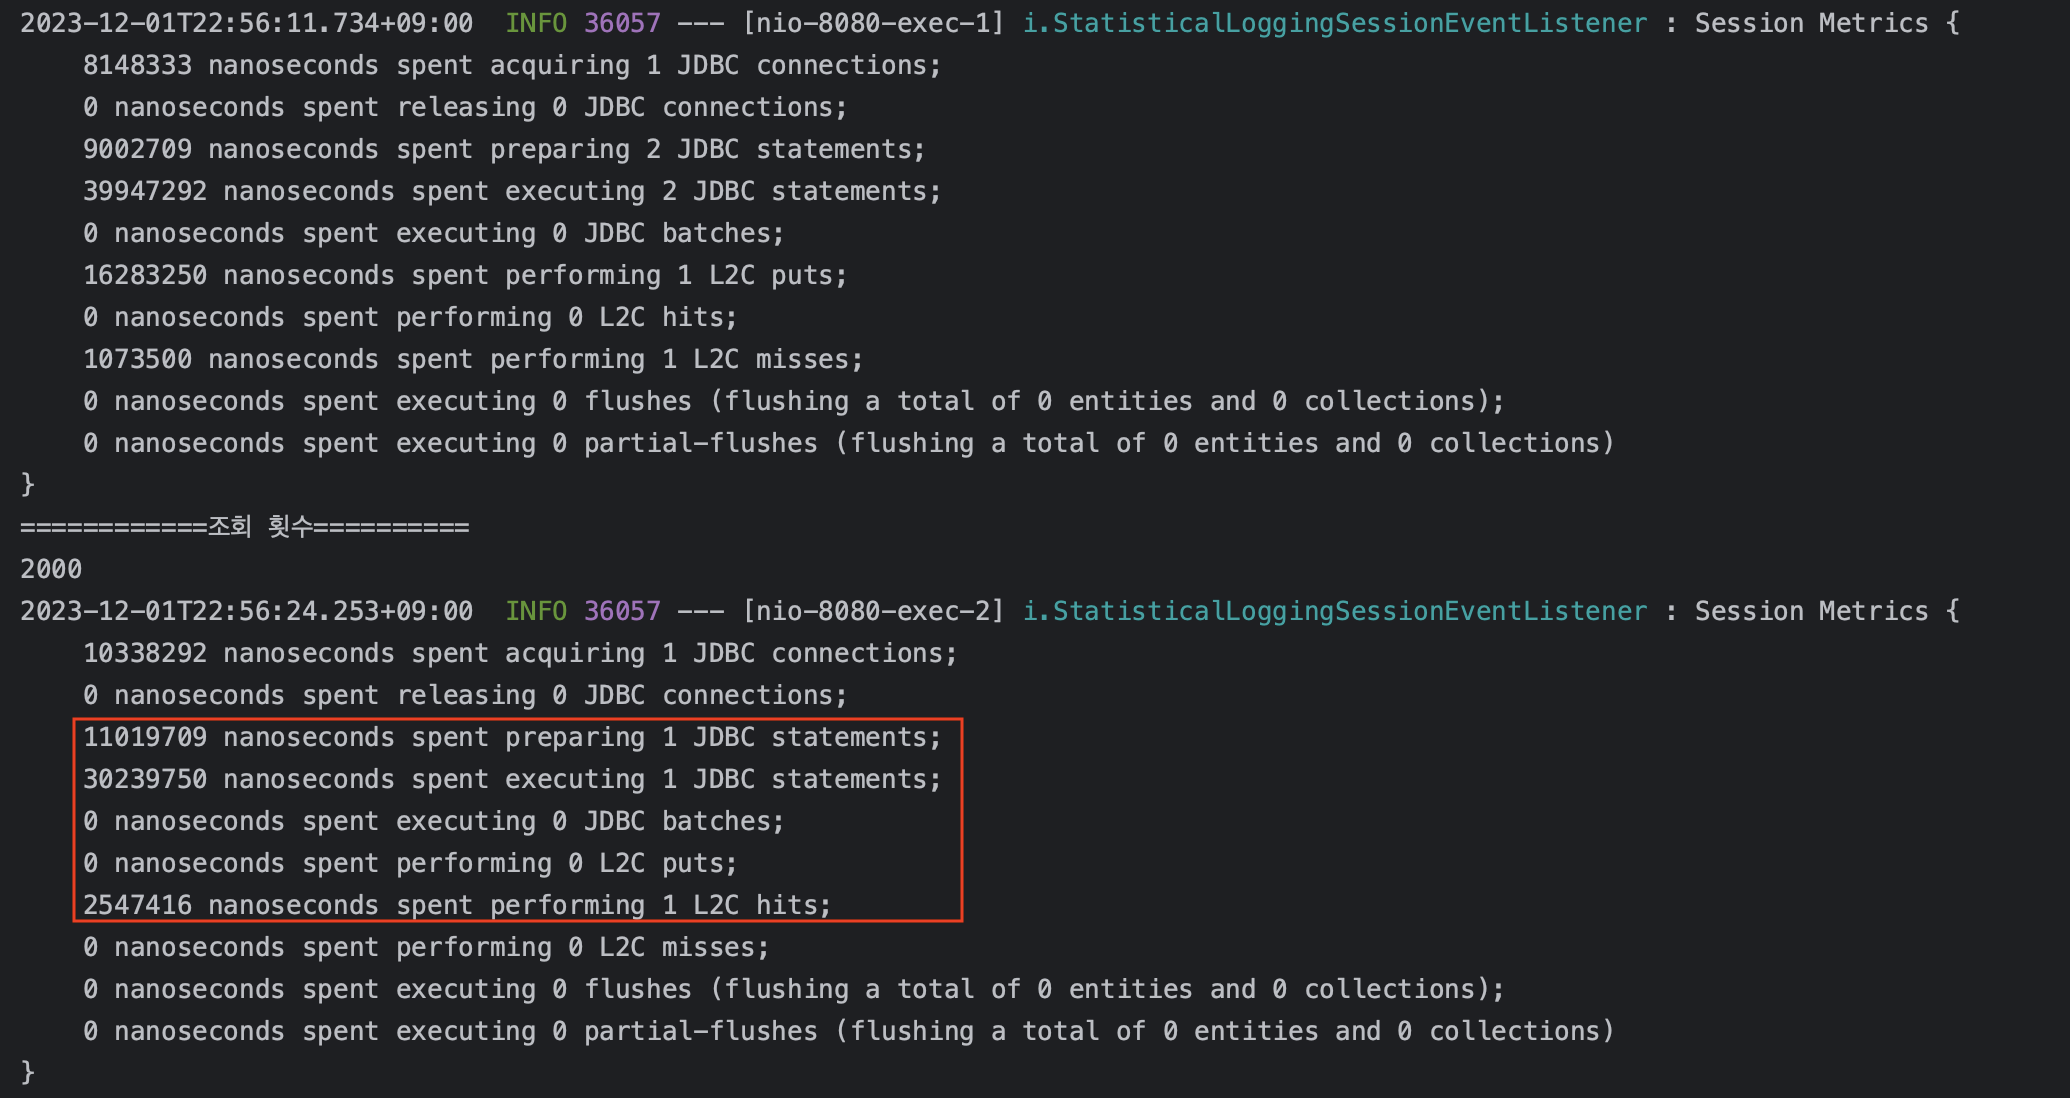 2023-12-01T22:56:11.734+09:00  INFO 36057 --- [nio-8080-exec-1] i.StatisticalLoggingSessionEventListener : Session Metrics {
    8148333 nanoseconds spent acquiring 1 JDBC connections;
    0 nanoseconds spent releasing 0 JDBC connections;
    9002709 nanoseconds spent preparing 2 JDBC statements;
    39947292 nanoseconds spent executing 2 JDBC statements;
    0 nanoseconds spent executing 0 JDBC batches;
    16283250 nanoseconds spent performing 1 L2C puts;
    0 nanoseconds spent performing 0 L2C hits;
    1073500 nanoseconds spent performing 1 L2C misses;
    0 nanoseconds spent executing 0 flushes (flushing a total of 0 entities and 0 collections);
    0 nanoseconds spent executing 0 partial-flushes (flushing a total of 0 entities and 0 collections)
}
============조회 횟수==========
2000
2023-12-01T22:56:24.253+09:00  INFO 36057 --- [nio-8080-exec-2] i.StatisticalLoggingSessionEventListener : Session Metrics {
    10338292 nanoseconds spent acquiring 1 JDBC connections;
    0 nanoseconds spent releasing 0 JDBC connections;
    11019709 nanoseconds spent preparing 1 JDBC statements;
    30239750 nanoseconds spent executing 1 JDBC statements;
    0 nanoseconds spent executing 0 JDBC batches;
    0 nanoseconds spent performing 0 L2C puts;
    2547416 nanoseconds spent performing 1 L2C hits;
    0 nanoseconds spent performing 0 L2C misses;
    0 nanoseconds spent executing 0 flushes (flushing a total of 0 entities and 0 collections);
    0 nanoseconds spent executing 0 partial-flushes (flushing a total of 0 entities and 0 collections)
}